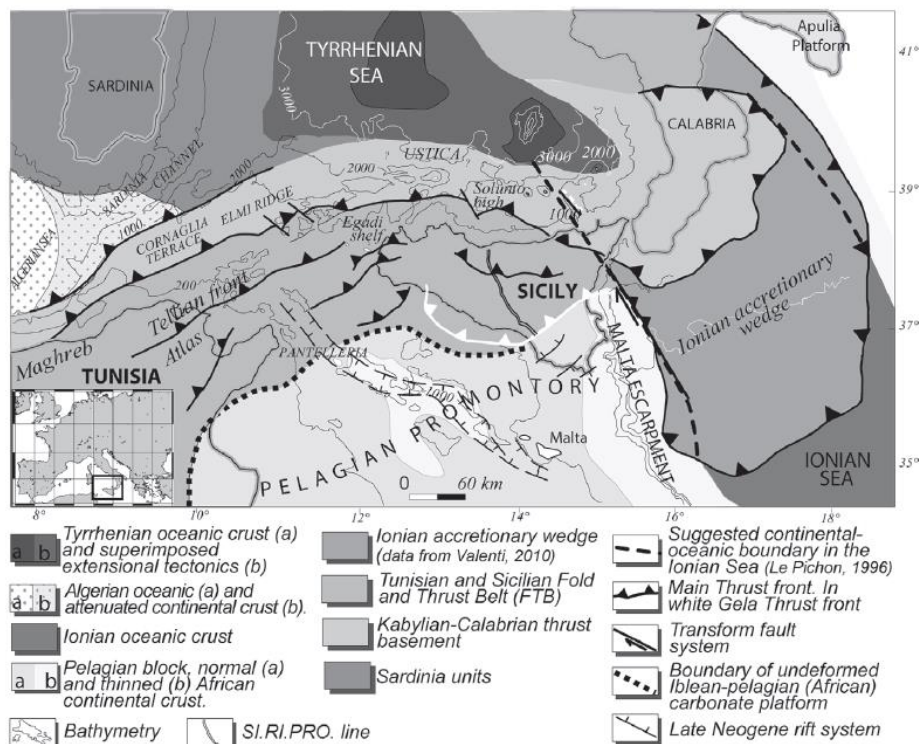 Apulia
Platform
41°
TYRRHENIAN
SEA
SARDINIA
3000
CALABRIA
USTICA
3000
2000
2000
2000
SARDINIA
CHANNEL
1000
CORNAGLIA
TERRACE
ELMI RIDGE
Solunto
high
1000
39°
Egadi
shelf
ALGERIAN SEA
200
Tellian front
SICILY
Ionian accretionary
wedge
37°
Maghreb
Atlas
PANTELLERIA
TUNISIA
1000
PELAGIAN PROMONTORY
MALTA ESCARPMENT
Malta
IONIAN
SEA
35°
0 60 km
8° 10° 12° 14° 16° 18°
a b
Tyrrhenian oceanic crust (a)
and superimposed
extensional tectonics (b)
a b
Algerian oceanic (a) and
attenuated continental crust (b).
Ionian oceanic crust
a b
Pelagian block, normal (a)
and thinned (b) African
continental crust.
Bathymetry
SI.RI.PRO. line
Ionian accretionary wedge
(data from Valenti, 2010)
Tunisian and Sicilian Fold
and Thrust Belt (FTB)
Kabylian-Calabrian thrust
basement
Sardinia units
Suggested continental-
oceanic boundary in the
Ionian Sea (Le Pichon, 1996)
Main Thrust front. In
white Gela Thrust front
Transform fault
system
Boundary of undeformed
Iblean-pelagian (African)
carbonate platform
Late Neogene rift system